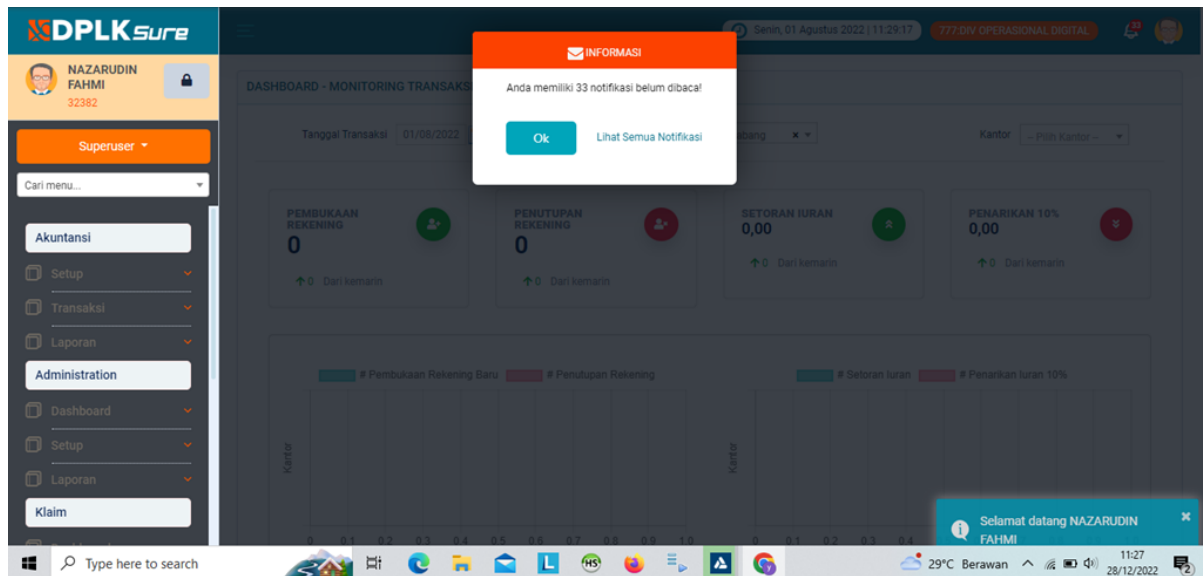 DPLKSure
NAZARUDIN
FAHMI
32382
Superuser
Cari menu...
Akuntansi
Setup
Transaksi
Laporan
Administration
Dashboard
Setup
Laporan
Klaim
Senin, 01 Agustus 2022 | 11:29:17
777:DIV OPERASIONAL DIGITAL
33
INFORMASI
Anda memiliki 33 notifikasi belum dibaca!
Ok Lihat Semua Notifikasi
DASHBOARD - MONITORING TRANSAKS
Tanggal Transaksi 01/08/2022
abang
Kantor -- Pilih Kantor --
PEMBUKAAN
REKENING
0
0 Dari kemarin
PENUTUPAN
REKENING
0
0 Dari kemarin
SETORAN IURAN
0,00
0 Dari kemarin
PENARIKAN 10%
0,00
0 Dari kemarin
# Pembukaan Rekening Baru # Penutupan Rekening
Kantor
0 0.1 0.2 0.3 0.4 0.5 0.6 0.7 0.8 0.9 1.0
# Setoran Iuran # Penarikan Iuran 10%
Kantor
0 0.1 0.2 0.3 0.4
Selamat datang NAZARUDIN
FAHMI
Type here to search
L
HS
29°C Berawan
11:27
28/12/2022
2